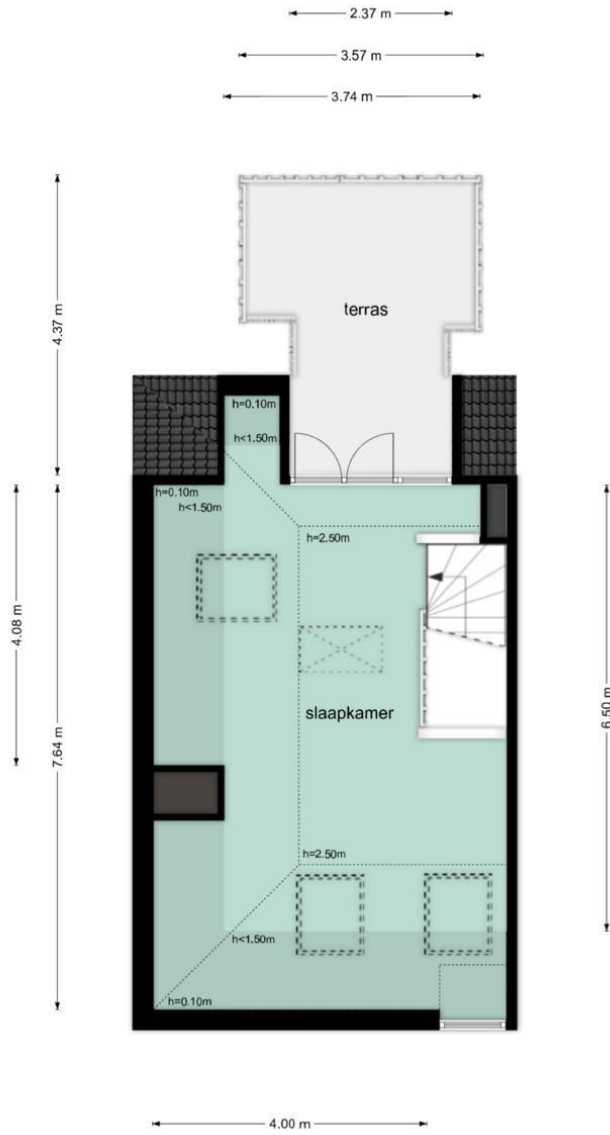 2.37 m
3.57 m
3.74 m
4.37 m
terras
h=0.10m
h<1.50m
h=0.10m
h<1.50m
h=2.50m
4.08 m
7.64 m
6.50 m
slaapkamer
h=2.50m
h<1.50m
h=0.10m
4.00 m